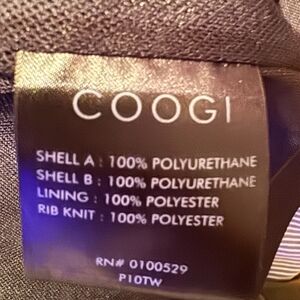 COOGI
SHELL A : 100% POLYURETHANE
SHELL B : 100% POLYURETHANE
LINING : 100% POLYESTER
RIB KNIT : 100% POLYESTER
RN# 0100529
P10TW